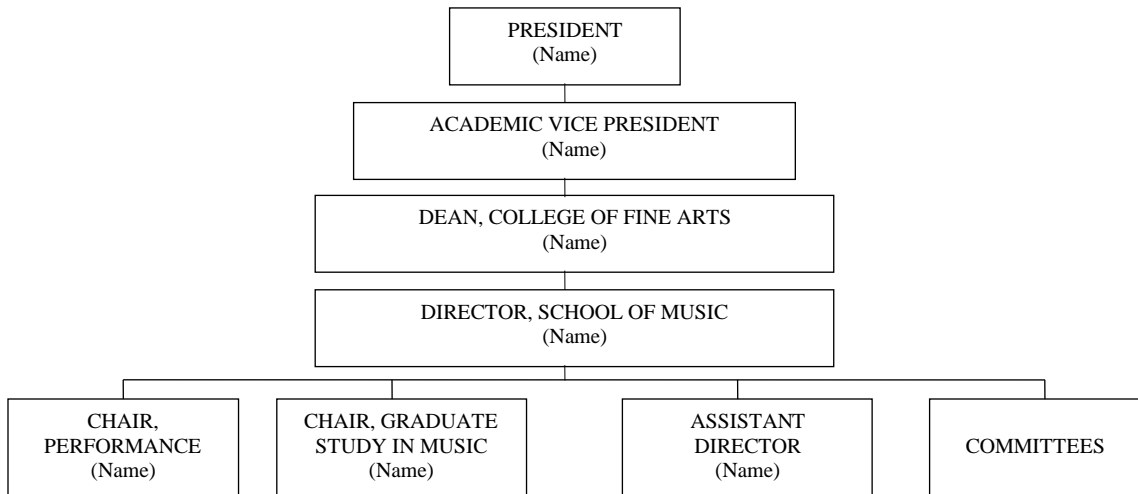 PRESIDENT
(Name)
ACADEMIC VICE PRESIDENT
(Name)
DEAN, COLLEGE OF FINE ARTS
(Name)
DIRECTOR, SCHOOL OF MUSIC
(Name)
CHAIR,
PERFORMANCE
(Name)
CHAIR, GRADUATE
STUDY IN MUSIC
(Name)
ASSISTANT
DIRECTOR
(Name)
COMMITTEES